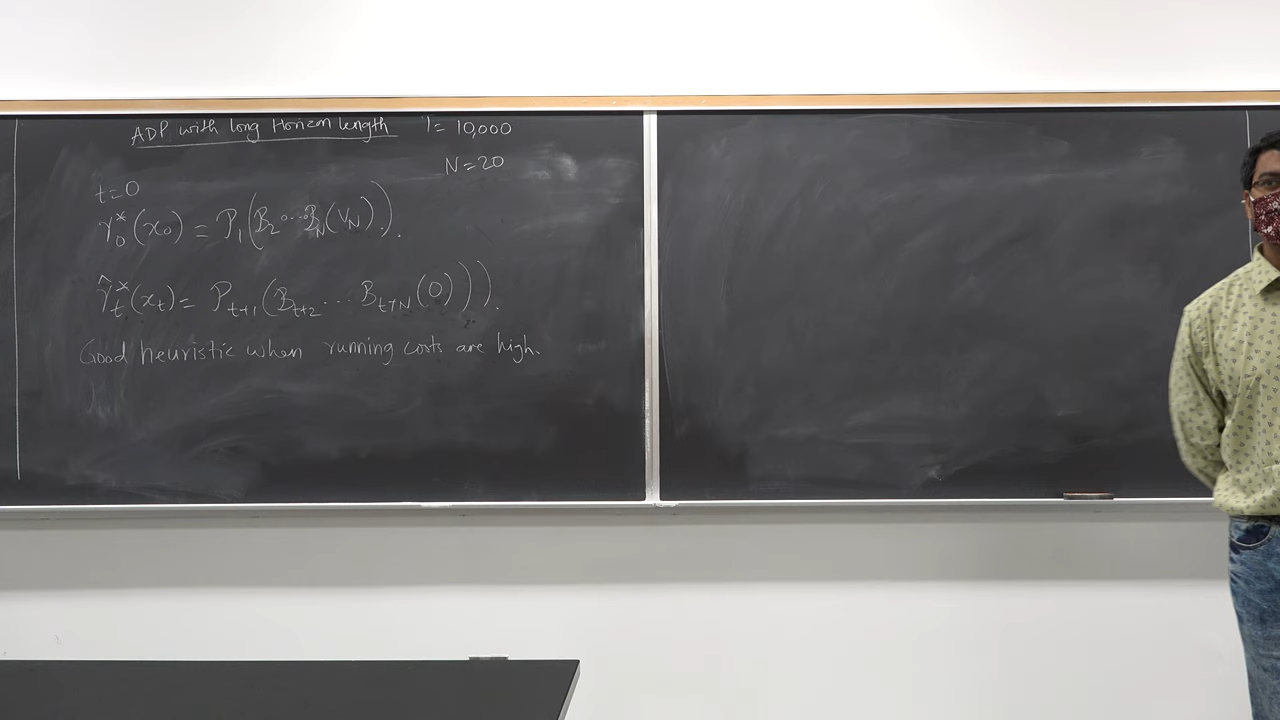 ADP with long Horizon length = 10,000
N=20
t=0
γ₀*(x₀) = P₁(B₂...B_N(V_N)).
γ̂_t*(x_t) = P_{t+1}(B_{t+2}...B_{t+N}(0))).
Good heuristic when running costs are high.